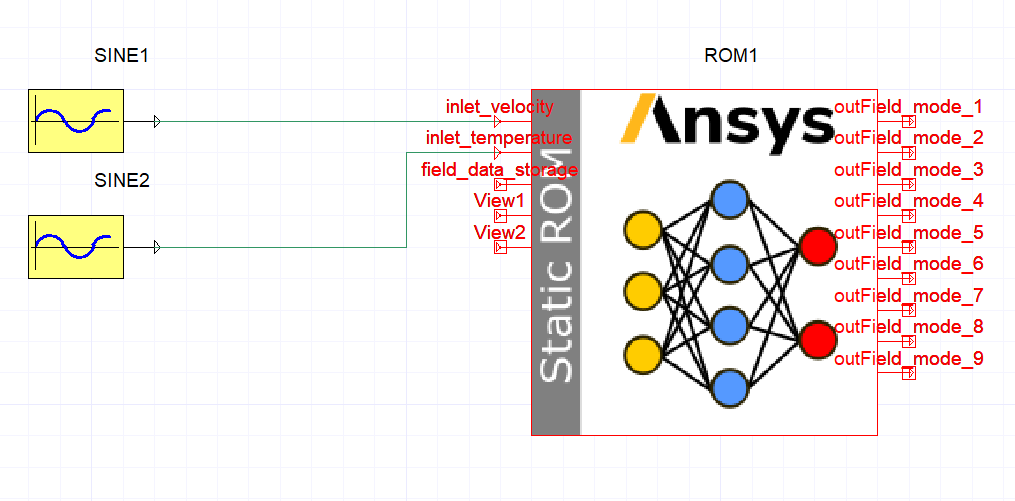 SINE1
ROM1
inlet_velocity
inlet_temperature
field_data_storage
View1
View2
SINE2
Static ROM
Ansys
outField_mode_1
outField_mode_2
outField_mode_3
outField_mode_4
outField_mode_5
outField_mode_6
outField_mode_7
outField_mode_8
outField_mode_9